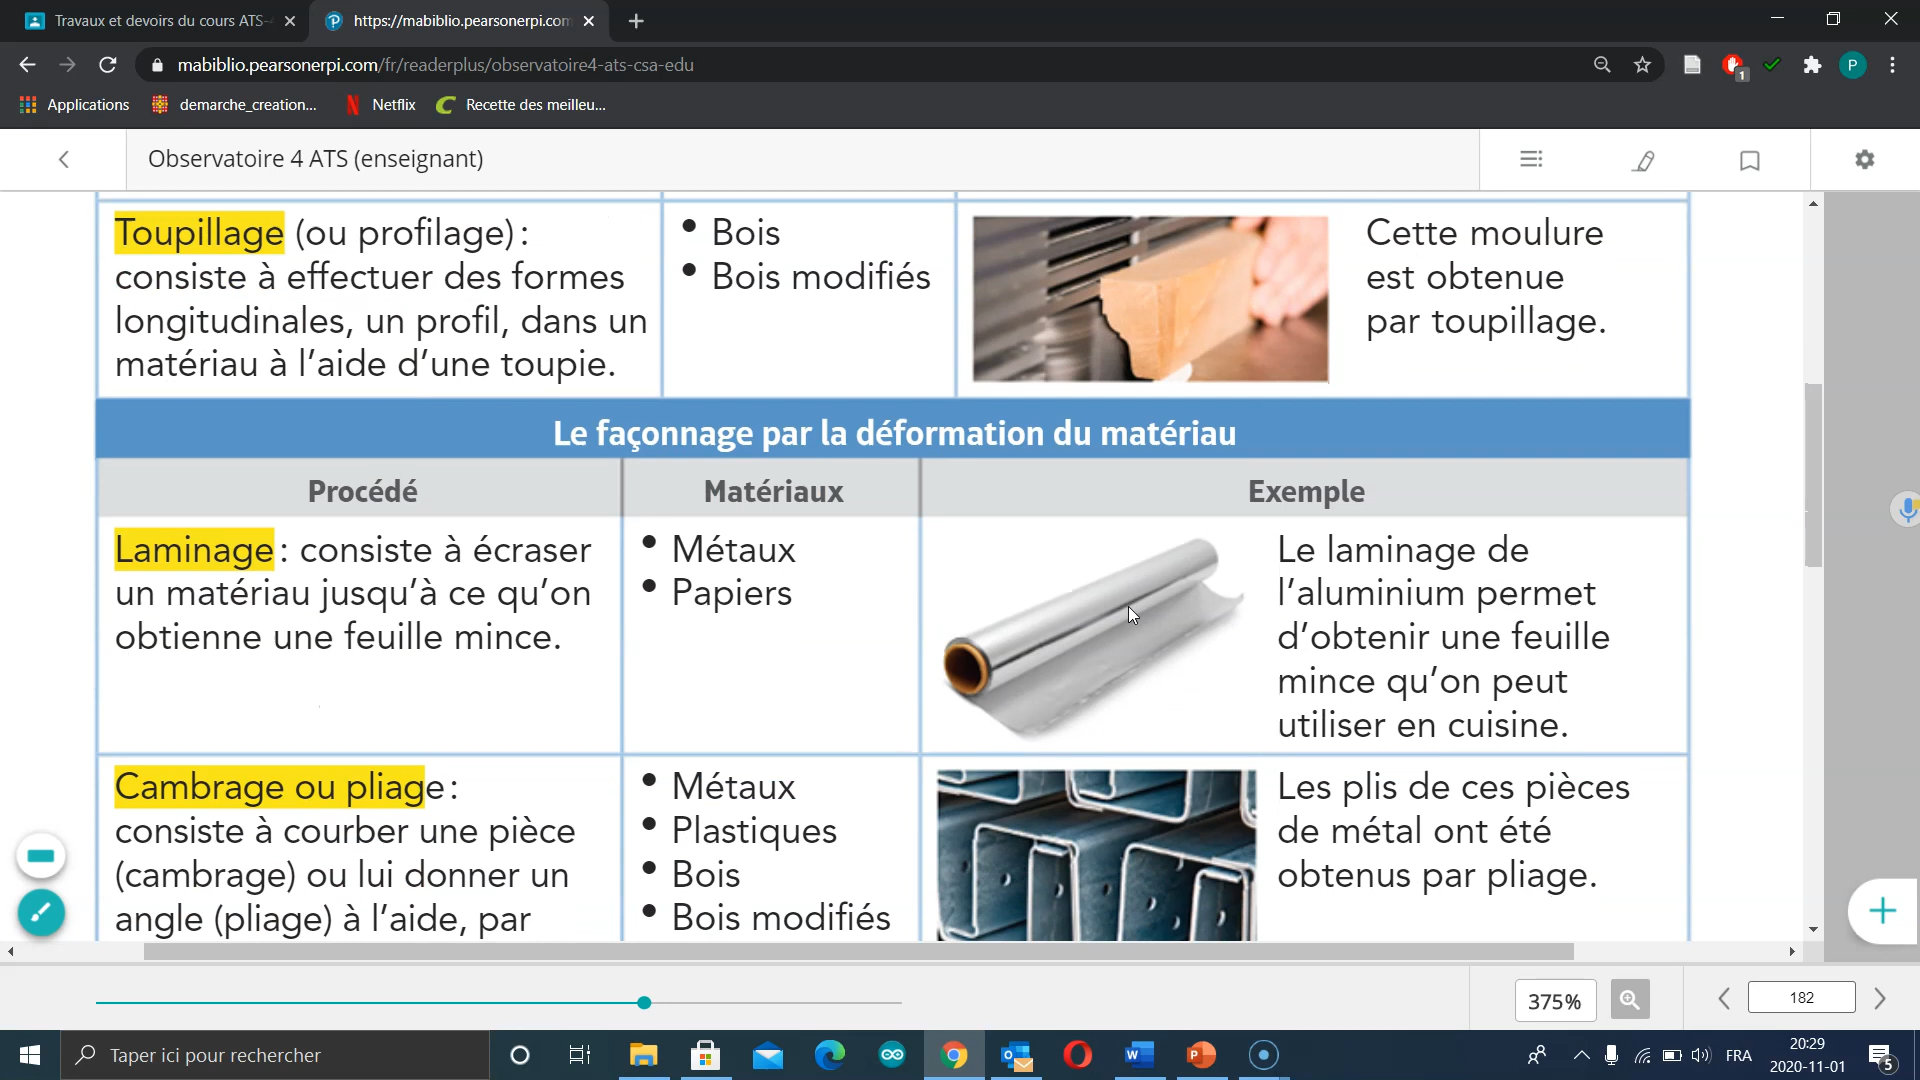 Travaux et devoirs du cours ATS-
https://mabiblio.pearsonerpi.com
mabiblio.pearsonerpi.com/fr/readerplus/observatoire4-ats-csa-edu
1
P
Applications
demarche_creation...
Netflix
Recette des meilleu...
Observatoire 4 ATS (enseignant)
Toupillage (ou profilage) :
consiste à effectuer des formes
longitudinales, un profil, dans un
matériau à l'aide d'une toupie.
• Bois
• Bois modifiés
Cette moulure
est obtenue
par toupillage.
Le façonnage par la déformation du matériau
Procédé
Matériaux
Exemple
Laminage : consiste à écraser
un matériau jusqu'à ce qu'on
obtienne une feuille mince.
• Métaux
• Papiers
Le laminage de
l'aluminium permet
d'obtenir une feuille
mince qu'on peut
utiliser en cuisine.
Cambrage ou pliage :
consiste à courber une pièce
(cambrage) ou lui donner un
angle (pliage) à l'aide, par
• Métaux
• Plastiques
• Bois
• Bois modifiés
Les plis de ces pièces
de métal ont été
obtenus par pliage.
375%
182
Taper ici pour rechercher
FRA
20:29
2020-11-01
5